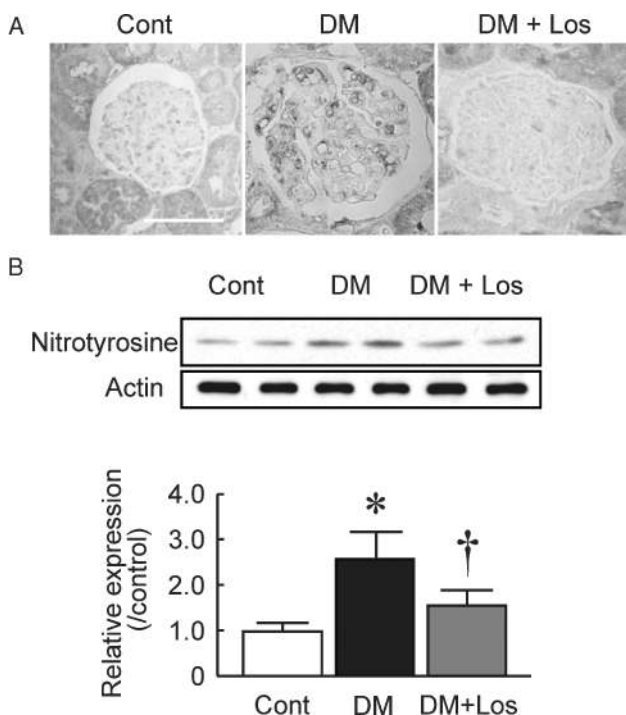 A
Cont DM DM + Los
B
Cont DM DM + Los
Nitrotyrosine
Actin
Relative expression
(/control)
4.0
3.0
2.0
1.0
0
*
†
Cont DM DM+Los